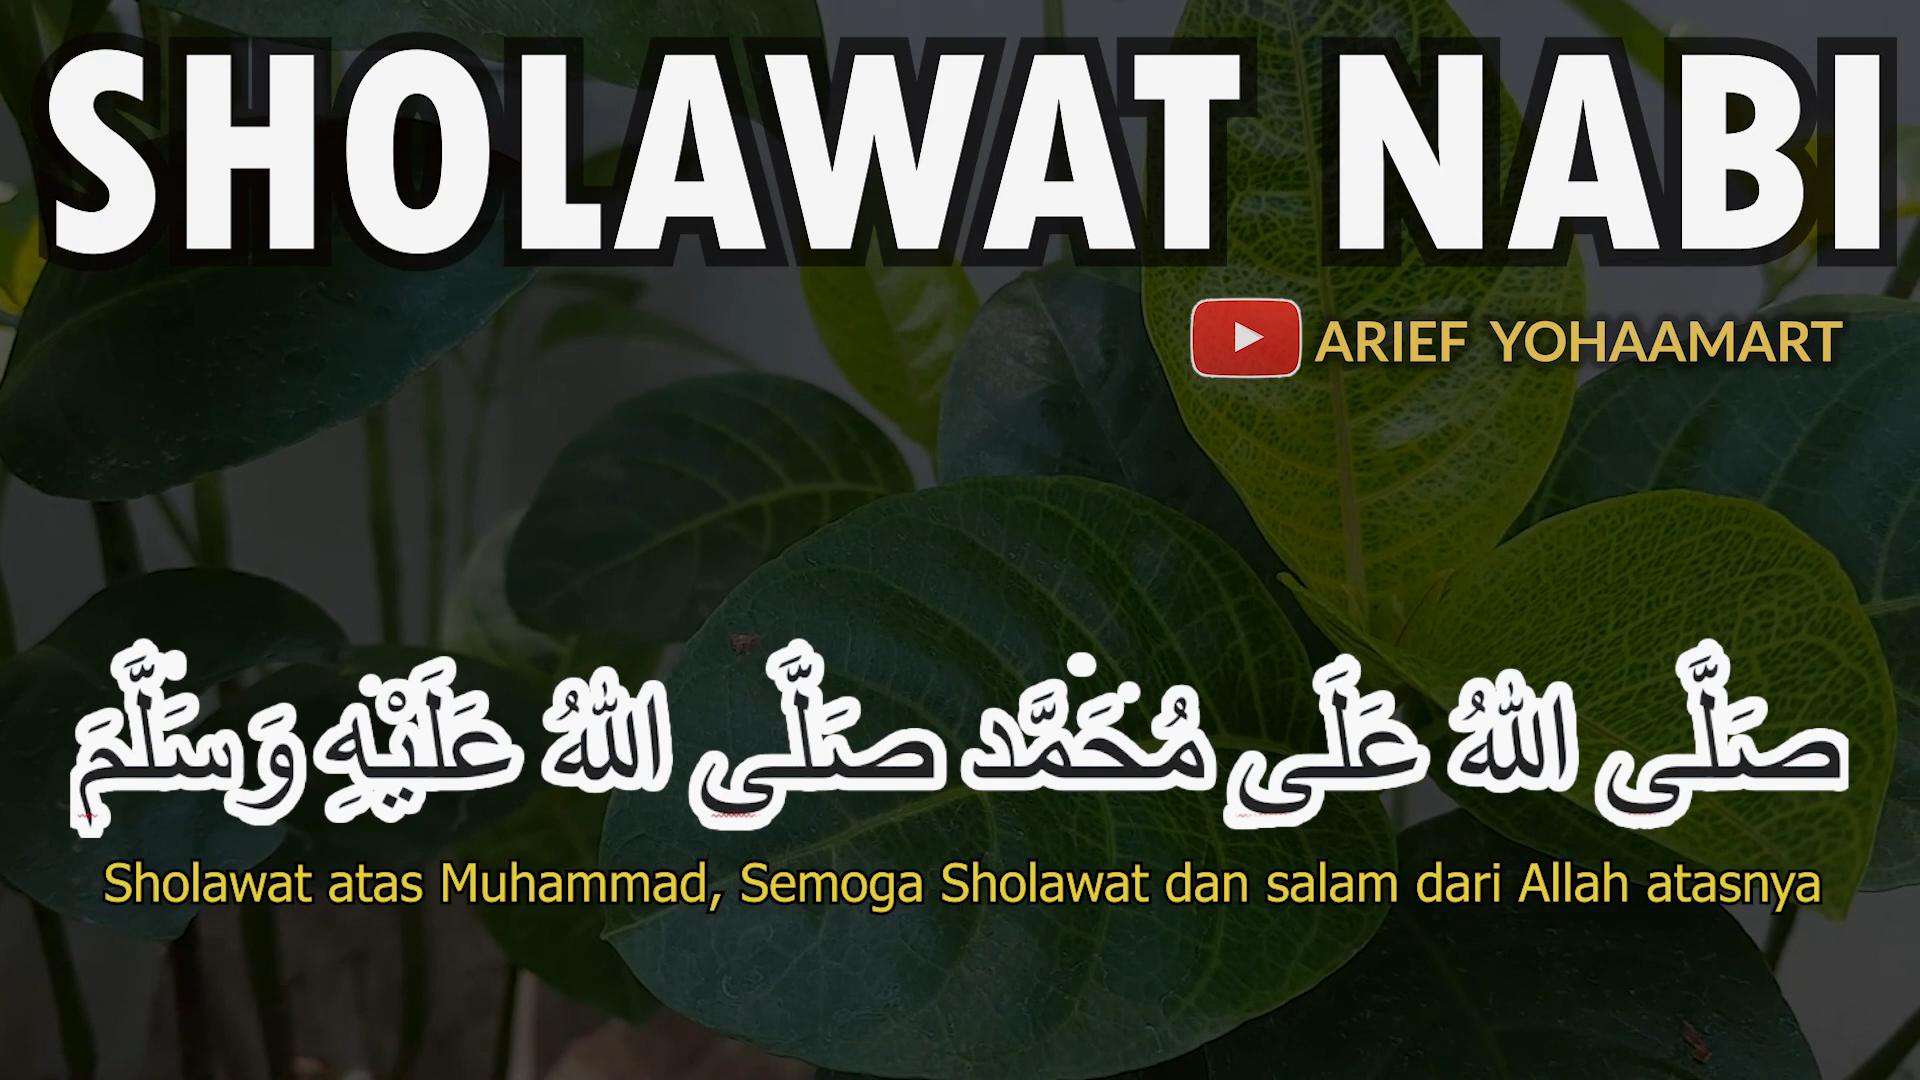 SHOLAWAT NABI
ARIEF YOHAAMART
صَلَّى اللهُ عَلَى مُحَمَّد صَلَّى اللهُ عَلَيْهِ وَسَلَّمَ
Sholawat atas Muhammad, Semoga Sholawat dan salam dari Allah atasnya